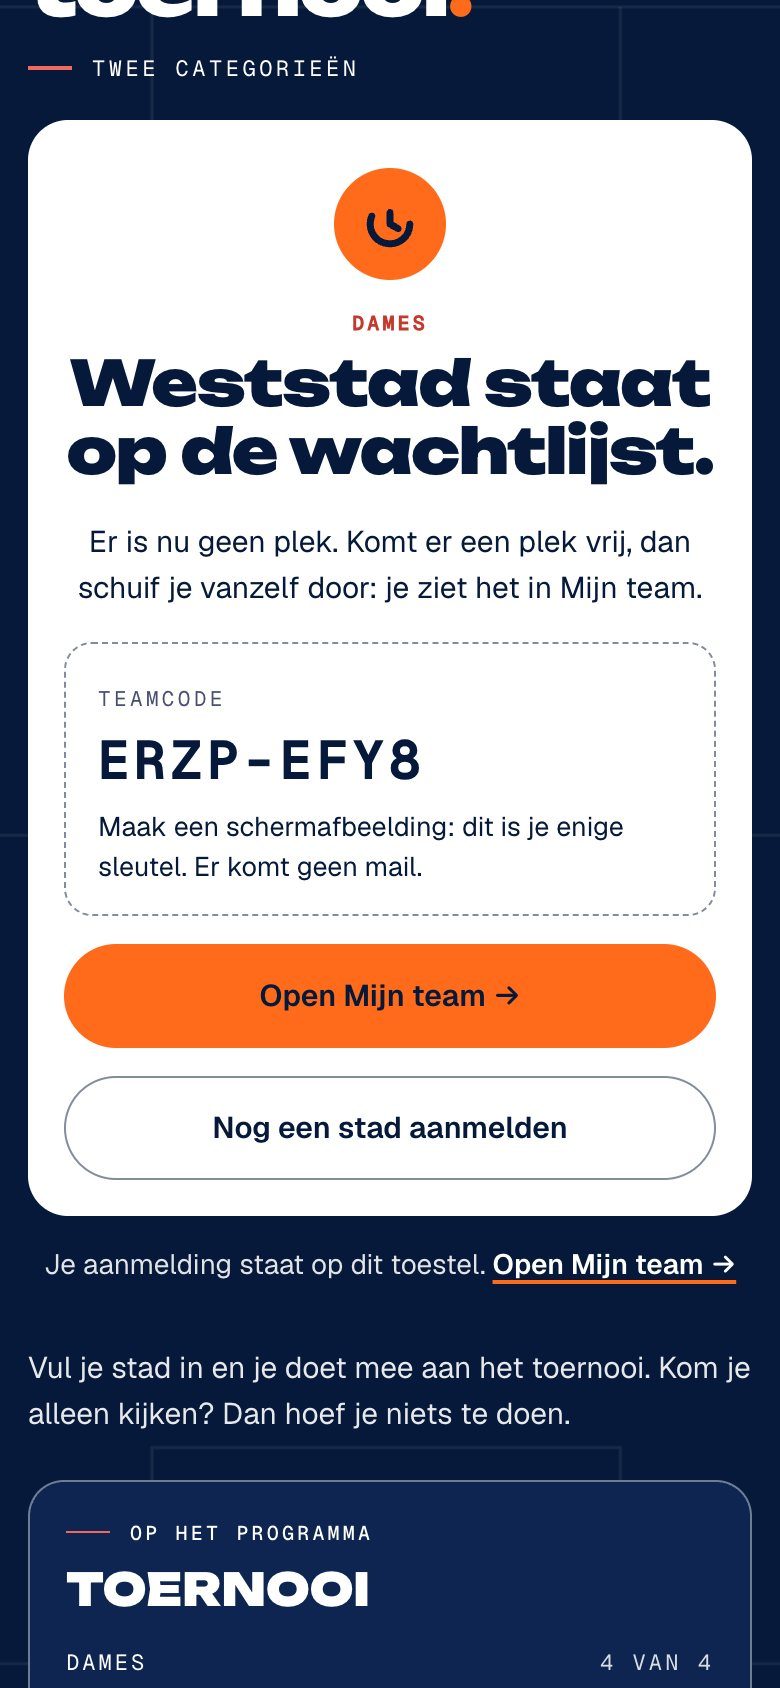 toernooi.
TWEE CATEGORIEËN
DAMES
Weststad staat
op de wachtlijst.
Er is nu geen plek. Komt er een plek vrij, dan
schuif je vanzelf door: je ziet het in Mijn team.
TEAMCODE
ERZP-EFY8
Maak een schermafbeelding: dit is je enige
sleutel. Er komt geen mail.
Open Mijn team →
Nog een stad aanmelden
Je aanmelding staat op dit toestel. Open Mijn team →
Vul je stad in en je doet mee aan het toernooi. Kom je
alleen kijken? Dan hoef je niets te doen.
OP HET PROGRAMMA
TOERNOOI
DAMES 4 VAN 4